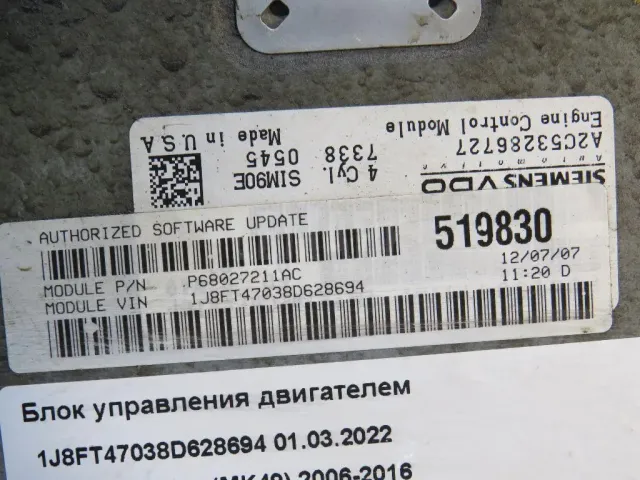 SIEMENS VDO
Automotive
A2C53286727
Engine Control Module
4 Cyl. SIM90E
7338 0545
Made in U.S.A
AUTHORIZED SOFTWARE UPDATE
519830
12/07/07
11:20 D
MODULE P/N P68027211AC
MODULE VIN 1J8FT47038D628694
Блок управления двигателем
1J8FT47038D628694 01.03.2022
(MK49) 2006-2016